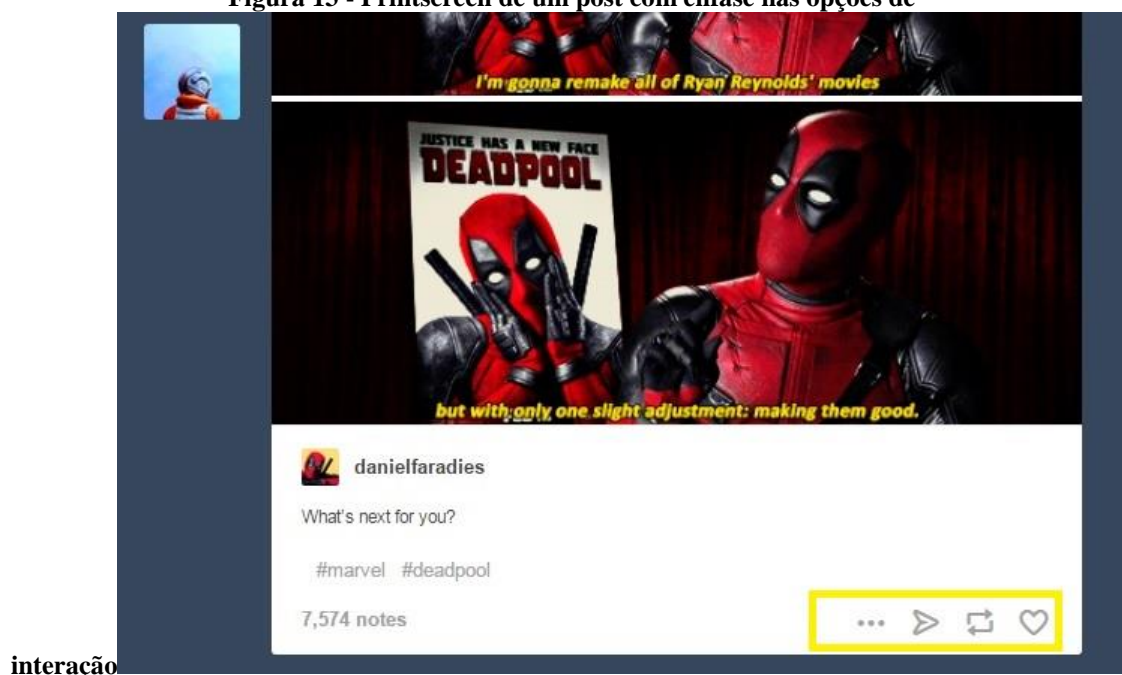 Figura 15 - Printscreen de um post com ênfase nas opções de
I'm gonna remake all of Ryan Reynolds' movies
JUSTICE HAS A NEW FACE
DEADPOOL
but with only one slight adjustment: making them good.
danielfaradies
What's next for you?
#marvel #deadpool
7,574 notes
interação